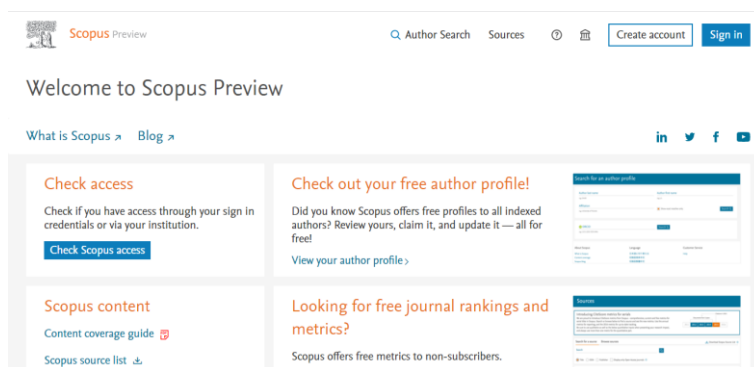 Scopus Preview
Author Search Sources Create account Sign in
Welcome to Scopus Preview
What is Scopus Blog
Check access
Check if you have access through your sign in
credentials or via your institution.
Check Scopus access
Check out your free author profile!
Did you know Scopus offers free profiles to all indexed
authors? Review yours, claim it, and update it — all for
free!
View your author profile
Search for an author profile
Scopus content
Content coverage guide
Scopus source list
Looking for free journal rankings and
metrics?
Scopus offers free metrics to non-subscribers.
Sources